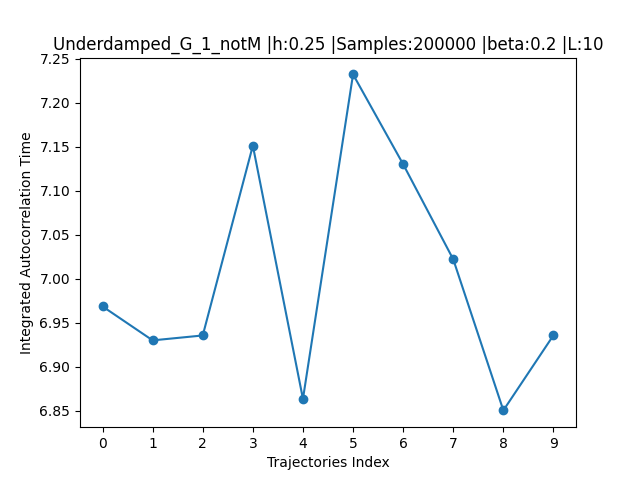 Underdamped_G_1_notM |h:0.25 |Samples:200000 |beta:0.2 |L:10
7.25
7.20
7.15
7.10
7.05
7.00
6.95
6.90
6.85
Integrated Autocorrelation Time
0 1 2 3 4 5 6 7 8 9
Trajectories Index